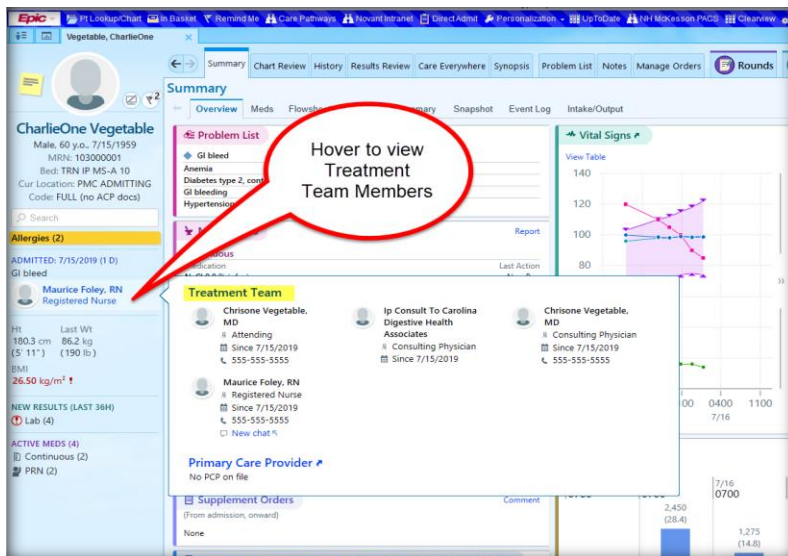 Epic
Pt Lookup/Chart In Basket Remind Me Care Pathways Novant Intranet Direct Admit Personalization UpToDate NH McKesson PACS Clearview
Vegetable, CharlieOne ×
Summary Chart Review History Results Review Care Everywhere Synopsis Problem List Notes Manage Orders Rounds
Summary
Overview Meds Snapshot Event Log Intake/Output
2
CharlieOne Vegetable
Male, 60 y.o., 7/15/1959
MRN: 103000001
Bed: TRN IP MS-A 10
Cur Location: PMC ADMITTING
Code: FULL (no ACP docs)
Search
Allergies (2)
ADMITTED: 7/15/2019 (1 D)
GI bleed
Maurice Foley, RN
Registered Nurse
Ht Last Wt
180.3 cm 86.2 kg
(5' 11") (190 lb)
BMI
26.50 kg/m² !
NEW RESULTS (LAST 36H)
Lab (4)
ACTIVE MEDS (4)
Continuous (2)
PRN (2)
Problem List
GI bleed
Anemia
Diabetes type 2,
GI bleeding
Hypertension
Hover to view
Treatment
Team Members
Report
Last Action
Vital Signs
View Table
140
120
100
80
Treatment Team
Chrisone Vegetable,
MD
Attending
Since 7/15/2019
555-555-5555
Ip Consult To Carolina
Digestive Health
Associates
Consulting Physician
Since 7/15/2019
Chrisone Vegetable,
MD
Consulting Physician
Since 7/15/2019
555-555-5555
Maurice Foley, RN
Registered Nurse
Since 7/15/2019
555-555-5555
New chat
Primary Care Provider
No PCP on file
00 0400 1100
7/16
Supplement Orders Comment
(From admission, onward)
None
7/16
0700
2,450
(28.4)
1,275
(14.8)